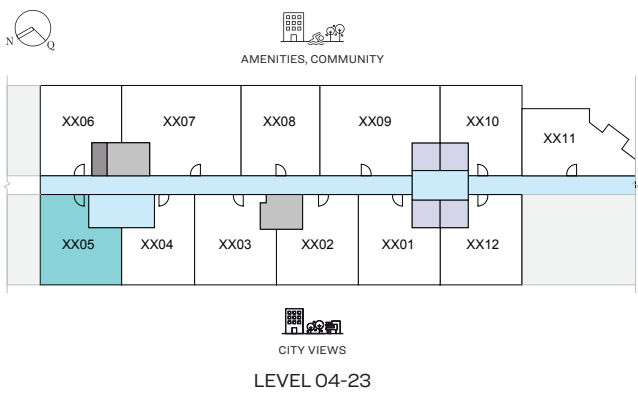 N
Q
AMENITIES, COMMUNITY
XX06 XX07 XX08 XX09 XX10
XX11
XX05 XX04 XX03 XX02 XX01 XX12
CITY VIEWS
LEVEL 04-23